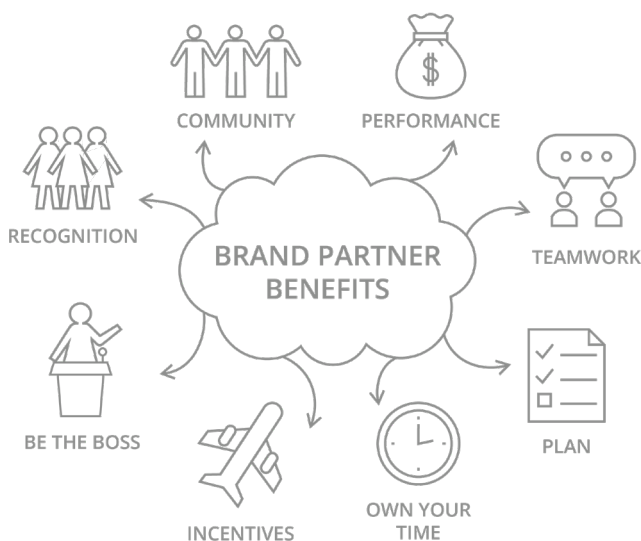 COMMUNITY
PERFORMANCE
$
RECOGNITION
TEAMWORK
BRAND PARTNER
BENEFITS
BE THE BOSS
PLAN
INCENTIVES
OWN YOUR
TIME